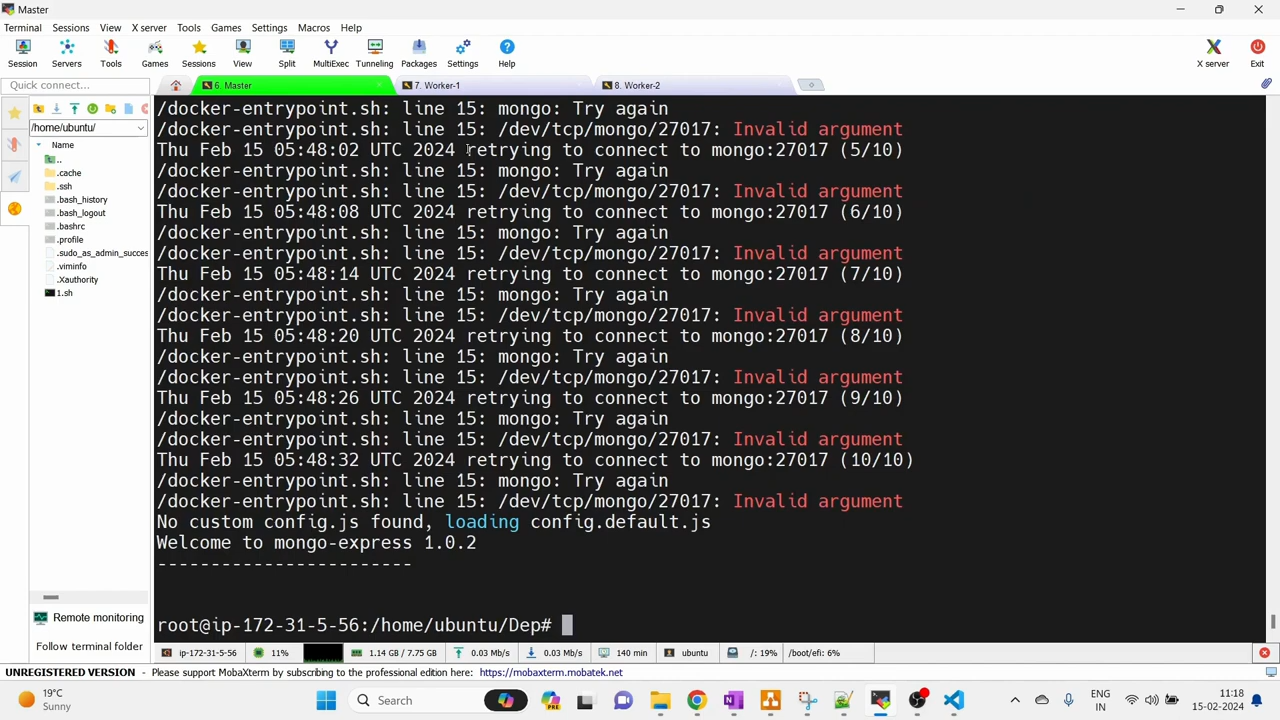 Master
Terminal Sessions View X server Tools Games Settings Macros Help
Session Servers Tools Games Sessions View Split MultiExec Tunneling Packages Settings Help X server Exit
Quick connect...
6. Master
7. Worker-1
8. Worker-2
/home/ubuntu/
Name
..
.cache
.ssh
.bash_history
.bash_logout
.bashrc
.profile
.sudo_as_admin_succes
.viminfo
.Xauthority
1.sh
Remote monitoring
Follow terminal folder
/docker-entrypoint.sh: line 15: mongo: Try again
/docker-entrypoint.sh: line 15: /dev/tcp/mongo/27017: Invalid argument
Thu Feb 15 05:48:02 UTC 2024 retrying to connect to mongo:27017 (5/10)
/docker-entrypoint.sh: line 15: mongo: Try again
/docker-entrypoint.sh: line 15: /dev/tcp/mongo/27017: Invalid argument
Thu Feb 15 05:48:08 UTC 2024 retrying to connect to mongo:27017 (6/10)
/docker-entrypoint.sh: line 15: mongo: Try again
/docker-entrypoint.sh: line 15: /dev/tcp/mongo/27017: Invalid argument
Thu Feb 15 05:48:14 UTC 2024 retrying to connect to mongo:27017 (7/10)
/docker-entrypoint.sh: line 15: mongo: Try again
/docker-entrypoint.sh: line 15: /dev/tcp/mongo/27017: Invalid argument
Thu Feb 15 05:48:20 UTC 2024 retrying to connect to mongo:27017 (8/10)
/docker-entrypoint.sh: line 15: mongo: Try again
/docker-entrypoint.sh: line 15: /dev/tcp/mongo/27017: Invalid argument
Thu Feb 15 05:48:26 UTC 2024 retrying to connect to mongo:27017 (9/10)
/docker-entrypoint.sh: line 15: mongo: Try again
/docker-entrypoint.sh: line 15: /dev/tcp/mongo/27017: Invalid argument
Thu Feb 15 05:48:32 UTC 2024 retrying to connect to mongo:27017 (10/10)
/docker-entrypoint.sh: line 15: mongo: Try again
/docker-entrypoint.sh: line 15: /dev/tcp/mongo/27017: Invalid argument
No custom config.js found, loading config.default.js
Welcome to mongo-express 1.0.2
------------------------
root@ip-172-31-5-56:/home/ubuntu/Dep#
ip-172-31-5-56 11% 1.14 GB / 7.75 GB 0.03 Mb/s 0.03 Mb/s 140 min ubuntu /: 19% /boot/efi: 6%
UNREGISTERED VERSION - Please support MobaXterm by subscribing to the professional edition here: https://mobaxterm.mobatek.net
19°C
Sunny
Search
ENG
IN
11:18
15-02-2024